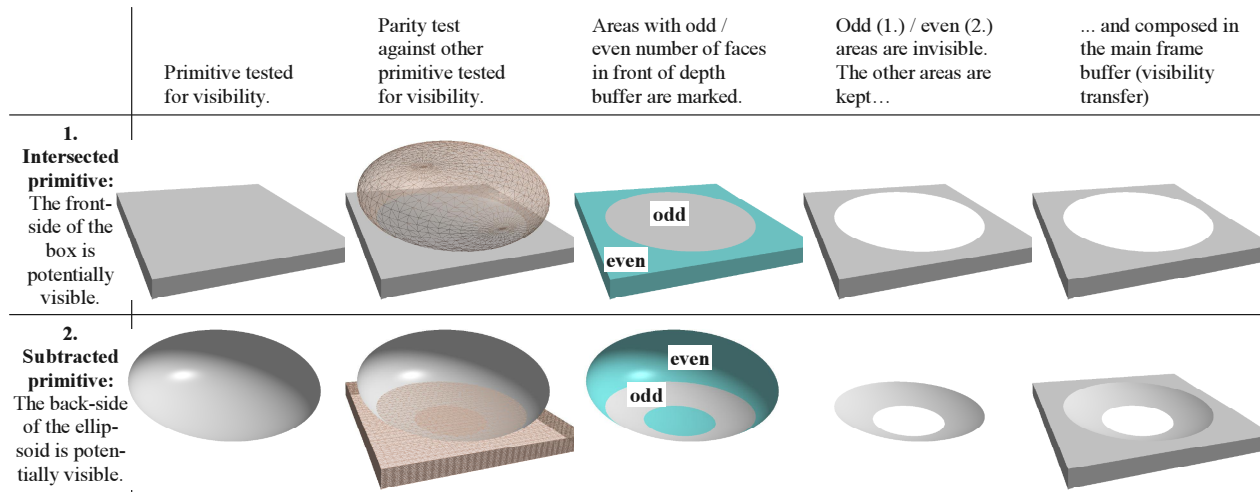 Primitive tested
for visibility.
Parity test
against other
primitive tested
for visibility.
Areas with odd /
even number of faces
in front of depth
buffer are marked.
Odd (1.) / even (2.)
areas are invisible.
The other areas are
kept…
... and composed in
the main frame
buffer (visibility
transfer)
1.
Intersected
primitive:
The front-
side of the
box is
potentially
visible.
odd
even
2.
Subtracted
primitive:
The back-side
of the ellip-
soid is poten-
tially visible.
even
odd